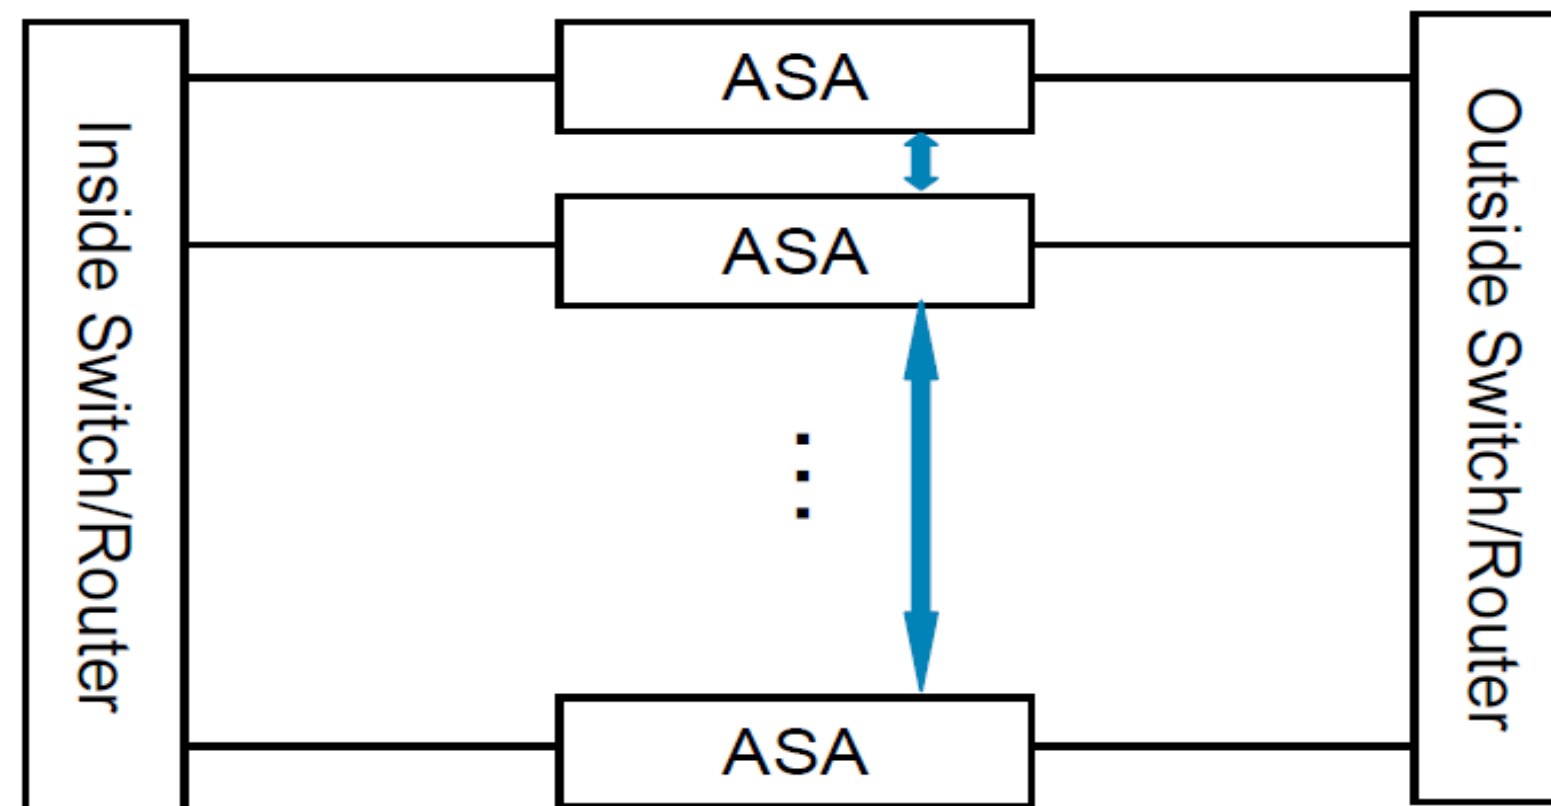 Inside Switch/Router
ASA
ASA
...
ASA
Outside Switch/Router